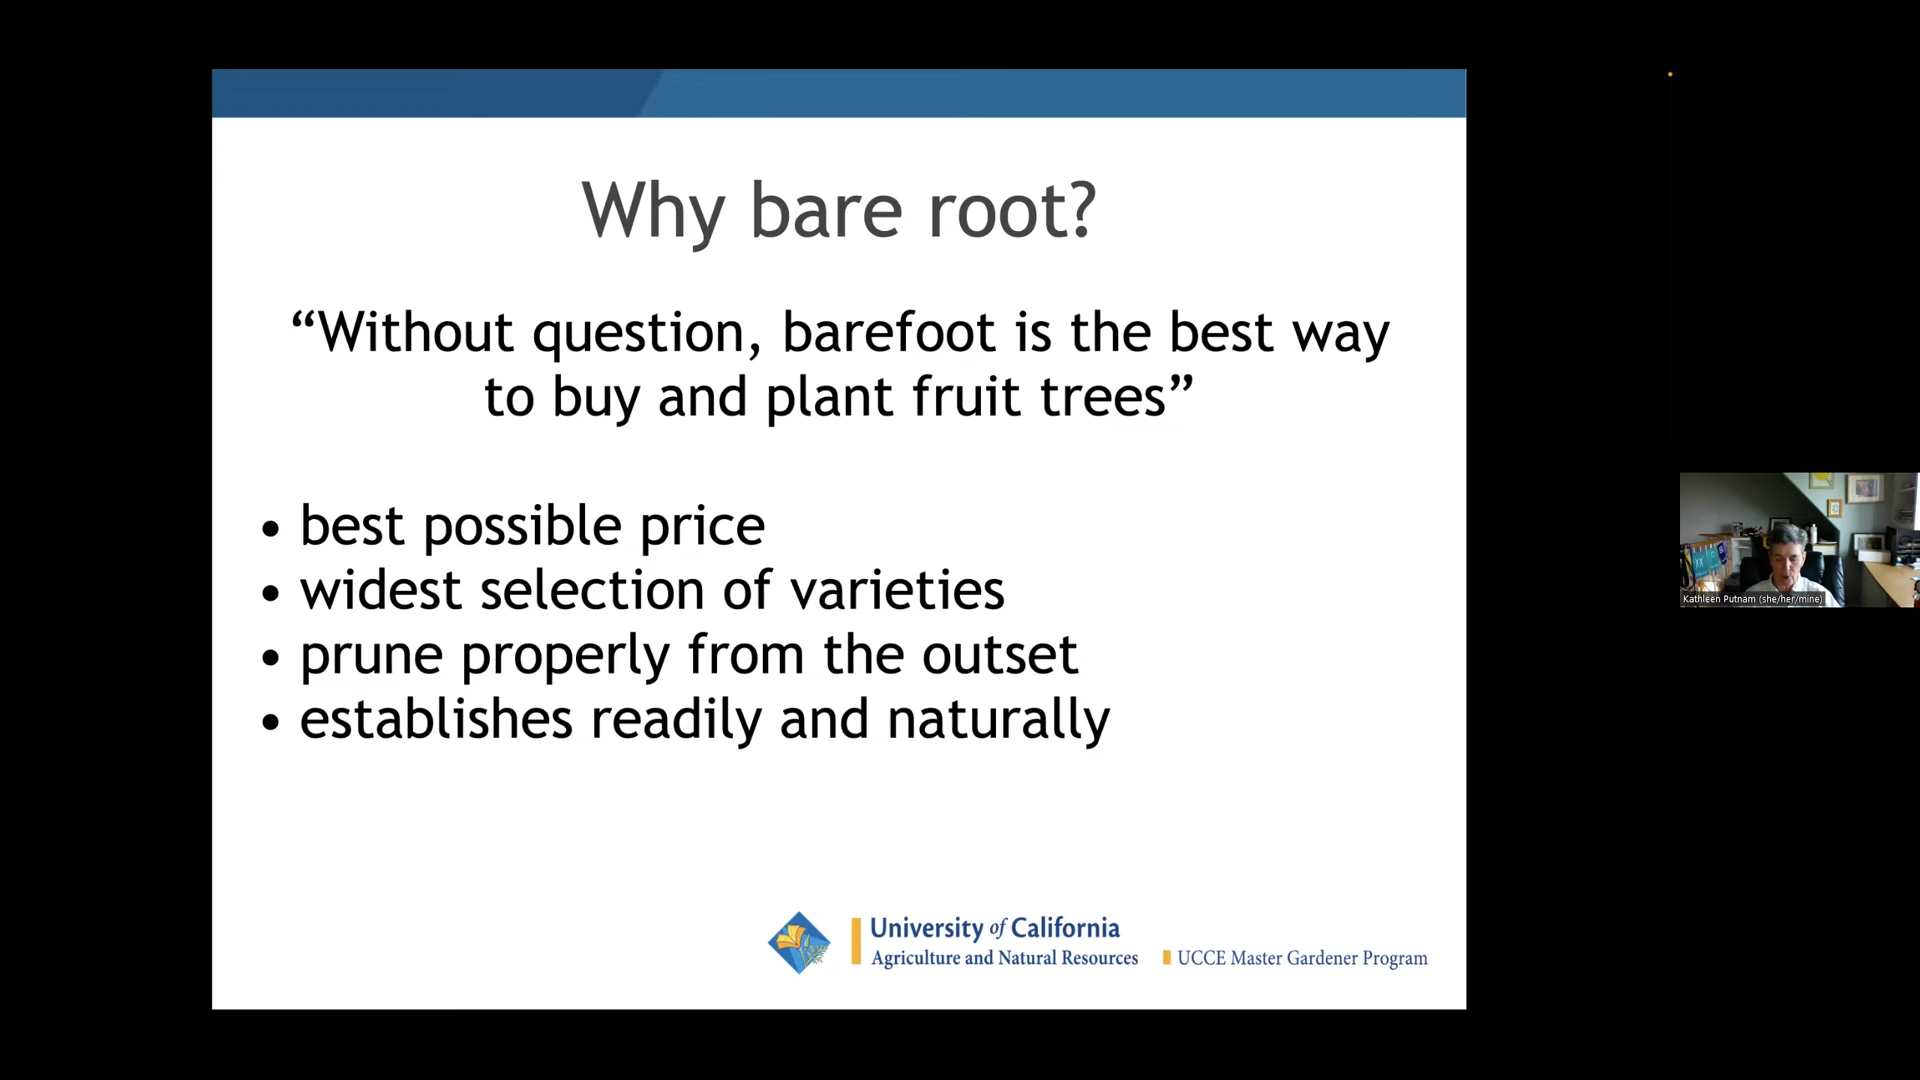 Why bare root?
“Without question, barefoot is the best way
to buy and plant fruit trees”
• best possible price
• widest selection of varieties
• prune properly from the outset
• establishes readily and naturally
University of California
Agriculture and Natural Resources
UCCE Master Gardener Program
Kathleen Putnam (she/her/mine)